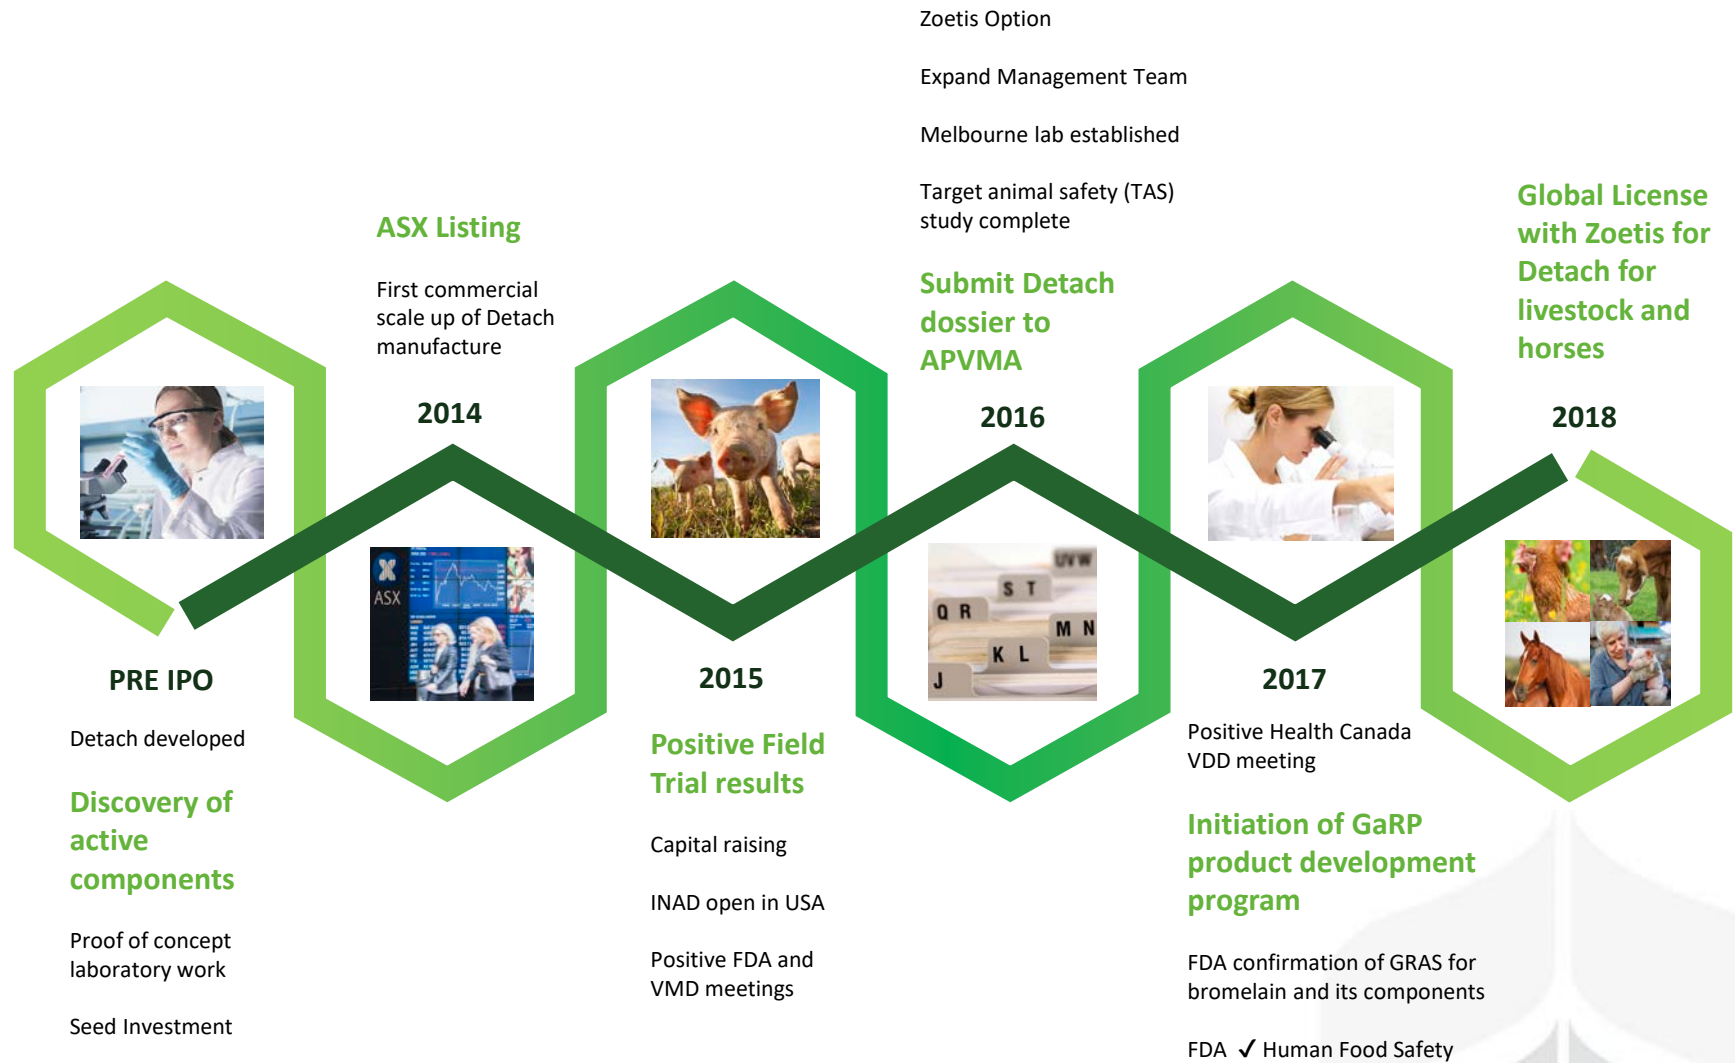 PRE IPO
Detach developed
Discovery of
active
components
Proof of concept
laboratory work
Seed Investment
ASX Listing
First commercial
scale up of Detach
manufacture
2014
ASX
2015
Positive Field
Trial results
Capital raising
INAD open in USA
Positive FDA and
VMD meetings
Zoetis Option
Expand Management Team
Melbourne lab established
Target animal safety (TAS)
study complete
Submit Detach
dossier to
APVMA
2016
UVW
S T
Q R
M N
K L
J
2017
Positive Health Canada
VDD meeting
Initiation of GaRP
product development
program
FDA confirmation of GRAS for
bromelain and its components
FDA ✓ Human Food Safety
Global License
with Zoetis for
Detach for
livestock and
horses
2018